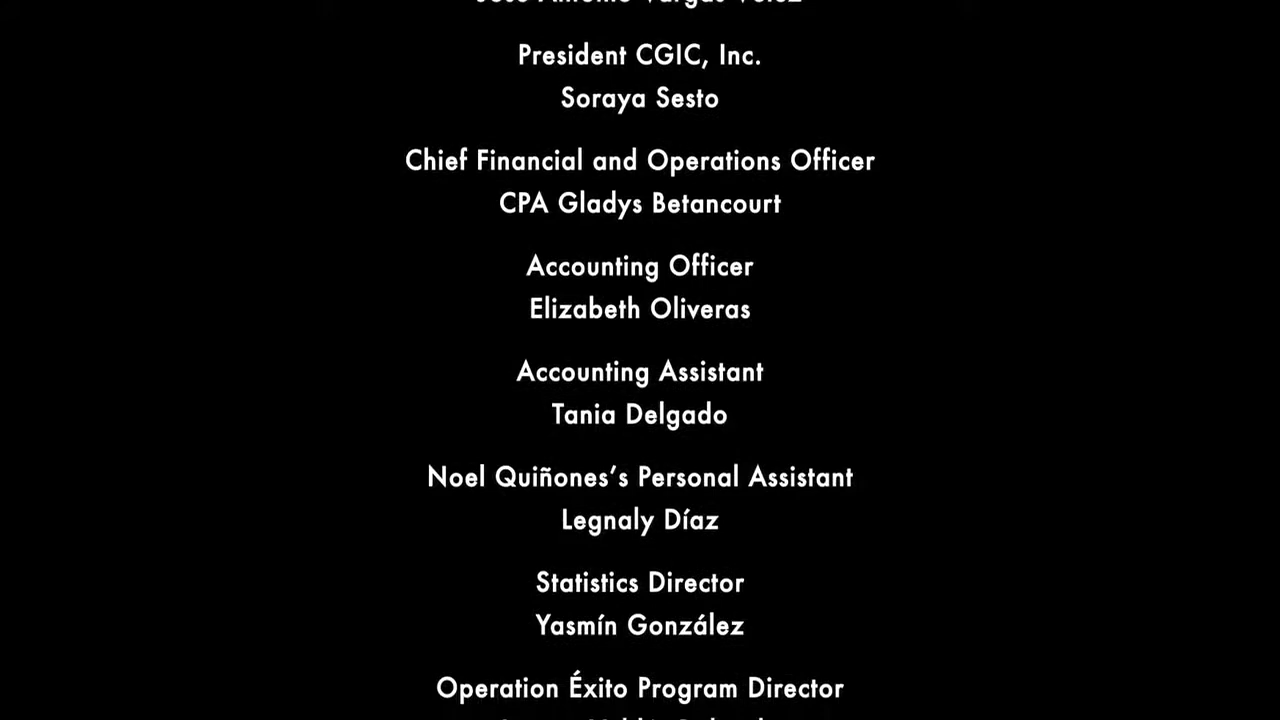 President CGIC, Inc.
Soraya Sesto
Chief Financial and Operations Officer
CPA Gladys Betancourt
Accounting Officer
Elizabeth Oliveras
Accounting Assistant
Tania Delgado
Noel Quiñones’s Personal Assistant
Legnaly Díaz
Statistics Director
Yasmín González
Operation Éxito Program Director